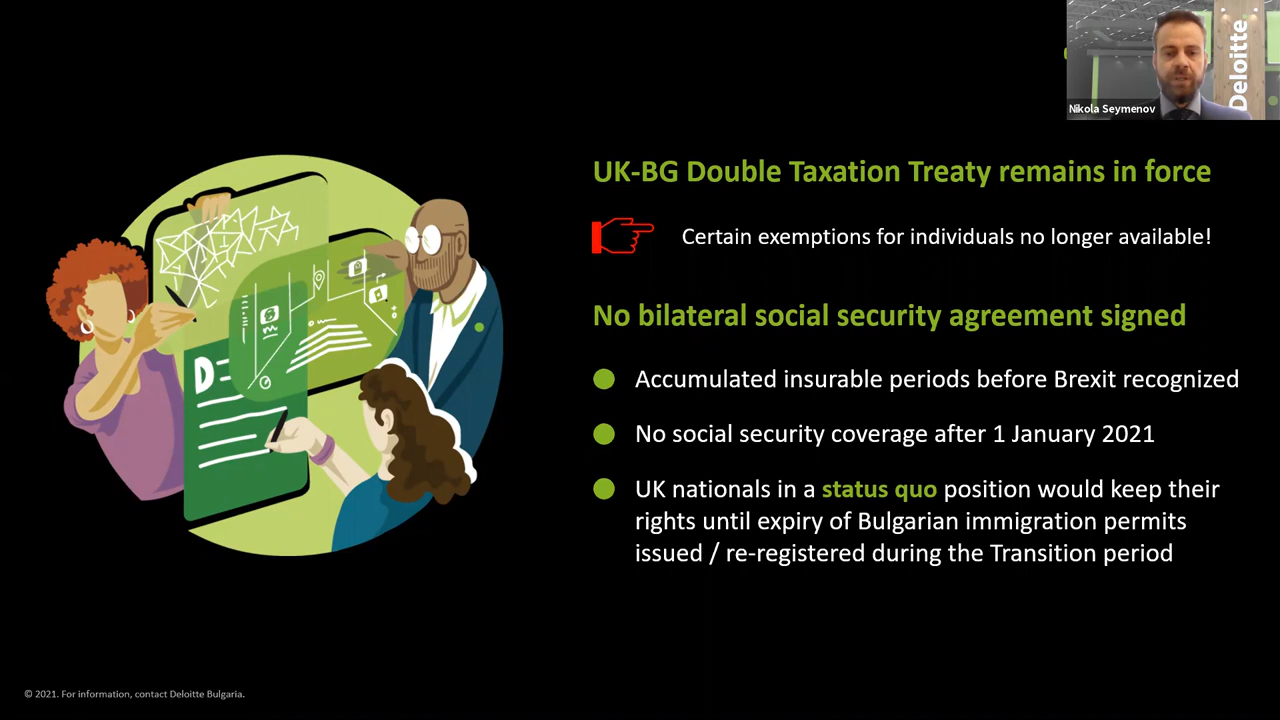 Deloitte
Nikola Seymenov
UK-BG Double Taxation Treaty remains in force
Certain exemptions for individuals no longer available!
No bilateral social security agreement signed
Accumulated insurable periods before Brexit recognized
No social security coverage after 1 January 2021
UK nationals in a status quo position would keep their
rights until expiry of Bulgarian immigration permits
issued / re-registered during the Transition period
D
© 2021. For information, contact Deloitte Bulgaria.